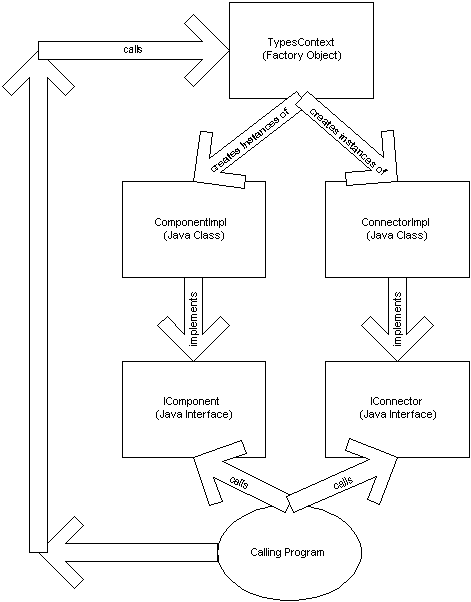 calls
TypesContext
(Factory Object)
creates Instances of
creates instances of
ComponentImpl
(Java Class)
ConnectorImpl
(Java Class)
implements
implements
IComponent
(Java Interface)
IConnector
(Java Interface)
calls
calls
Calling Program